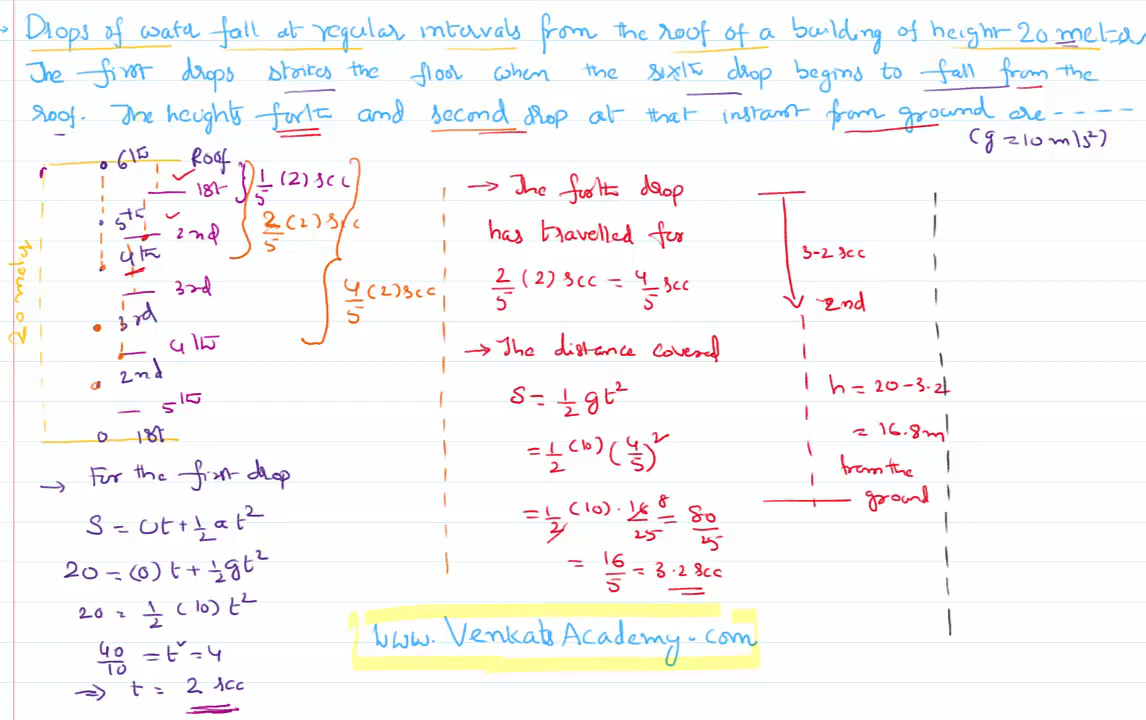 → Drops of water fall at regular intervals from the roof of a building of height 20 meter
The first drops strikes the floor when the sixth drop begins to fall from the
roof. The heights forth and second drop at that instant from ground are ----
(g = 10 m/s²)
20 meter
6th Roof
1st
5th
2nd
4th
3rd
3rd
4th
2nd
5th
1st
1/5 (2) sec
2/5 (2) sec
4/5 (2) sec
→ For the first drop
S = Ut + 1/2 a t²
20 = (0) t + 1/2 g t²
20 = 1/2 (10) t²
40/10 = t² = 4
⇒ t = 2 sec
→ The forth drop
has travelled for
2/5 (2) sec = 4/5 sec
→ The distance covered
S = 1/2 g t²
= 1/2 (10) (4/5)²
= 1/2 (10) · 16 8/25 = 80/25
= 16/5 = 3.2 sec
3-2 sec
2nd
h = 20 - 3.2
= 16.8m
from the
ground
www. Venkats Academy.com